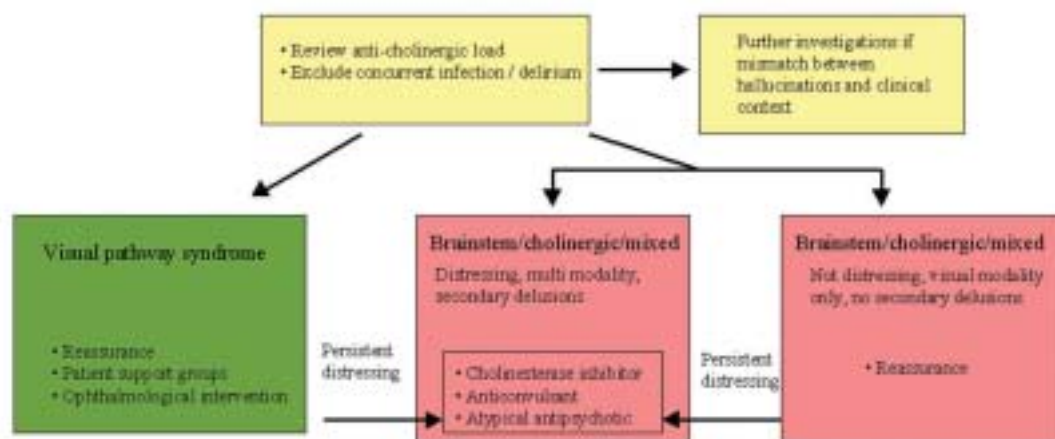 • Review anti-cholinergic load
• Exclude concurrent infection / delirium
Further investigations if
mismatch between
hallucinations and clinical
context
Visual pathway syndrome
• Reassurance
• Patient support groups
• Ophthalmological intervention
Persistent
distressing
Brainstem/cholinergic/mixed
Distressing, multi modality,
secondary delusions
• Cholinesterase inhibitor
• Anticonvulsant
• Atypical antipsychotic
Persistent
distressing
Brainstem/cholinergic/mixed
Not distressing, visual modality
only, no secondary delusions
• Reassurance